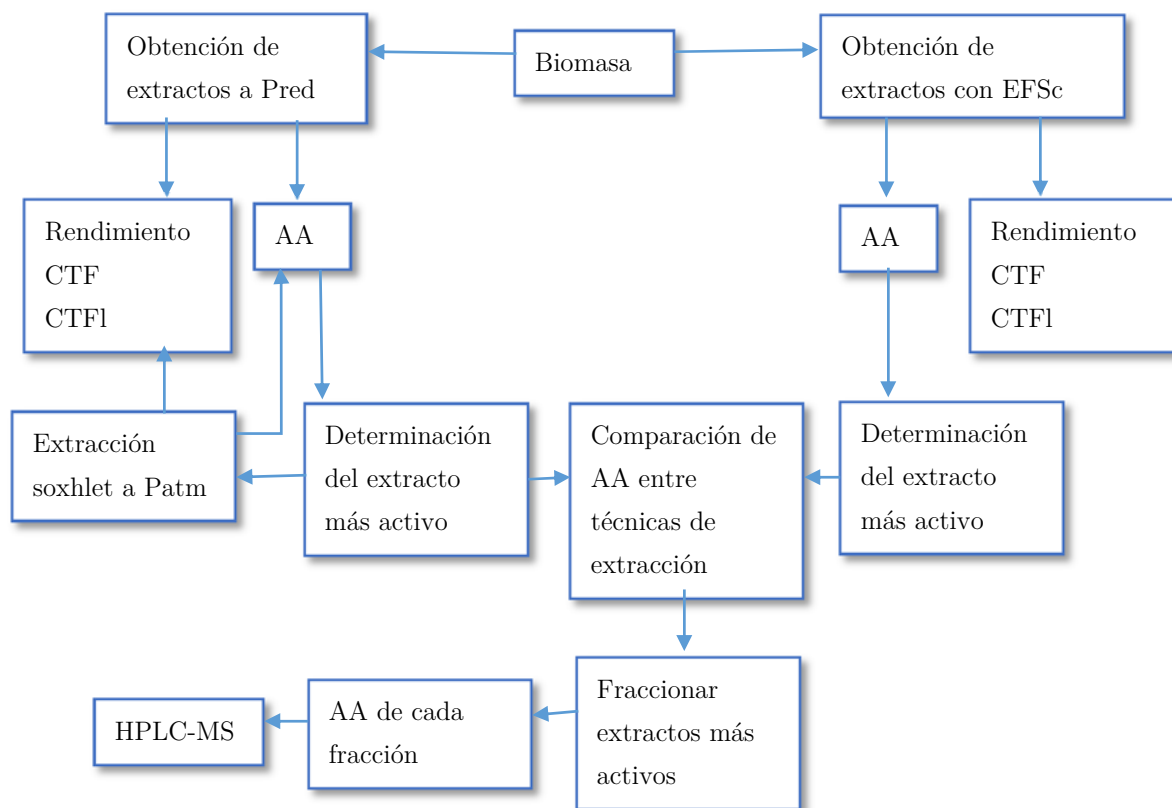 Obtención de
extractos a Pred
Biomasa
Obtención de
extractos con EFSc
Rendimiento
CTF
CTFl
AA
AA
Rendimiento
CTF
CTFl
Extracción
soxhlet a Patm
Determinación
del extracto
más activo
Comparación de
AA entre
técnicas de
extracción
Determinación
del extracto
más activo
HPLC-MS
AA de cada
fracción
Fraccionar
extractos más
activos